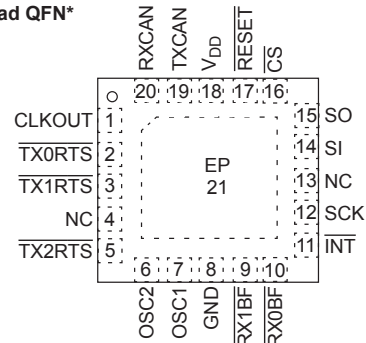 ad QFN*
RXCAN
TXCAN
VDD
RESET
CS
20 19 18 17 16
CLKOUT 1
TX0RTS 2
TX1RTS 3
NC 4
TX2RTS 5
EP
21
15 SO
14 SI
13 NC
12 SCK
11 INT
6 7 8 9 10
OSC2
OSC1
GND
RX1BF
RX0BF